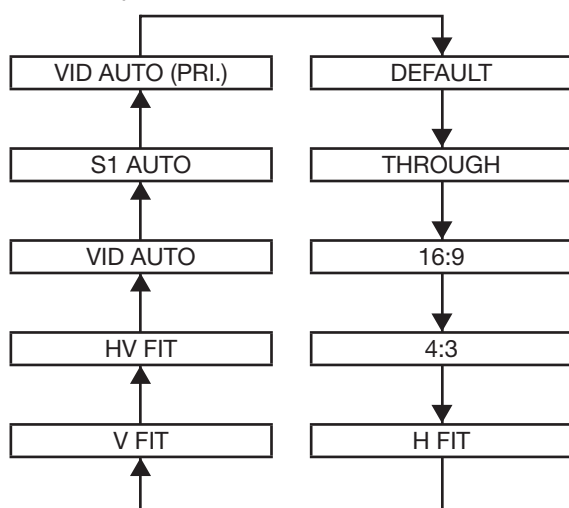 VID AUTO (PRI.)
DEFAULT
S1 AUTO
THROUGH
VID AUTO
16:9
HV FIT
4:3
V FIT
H FIT